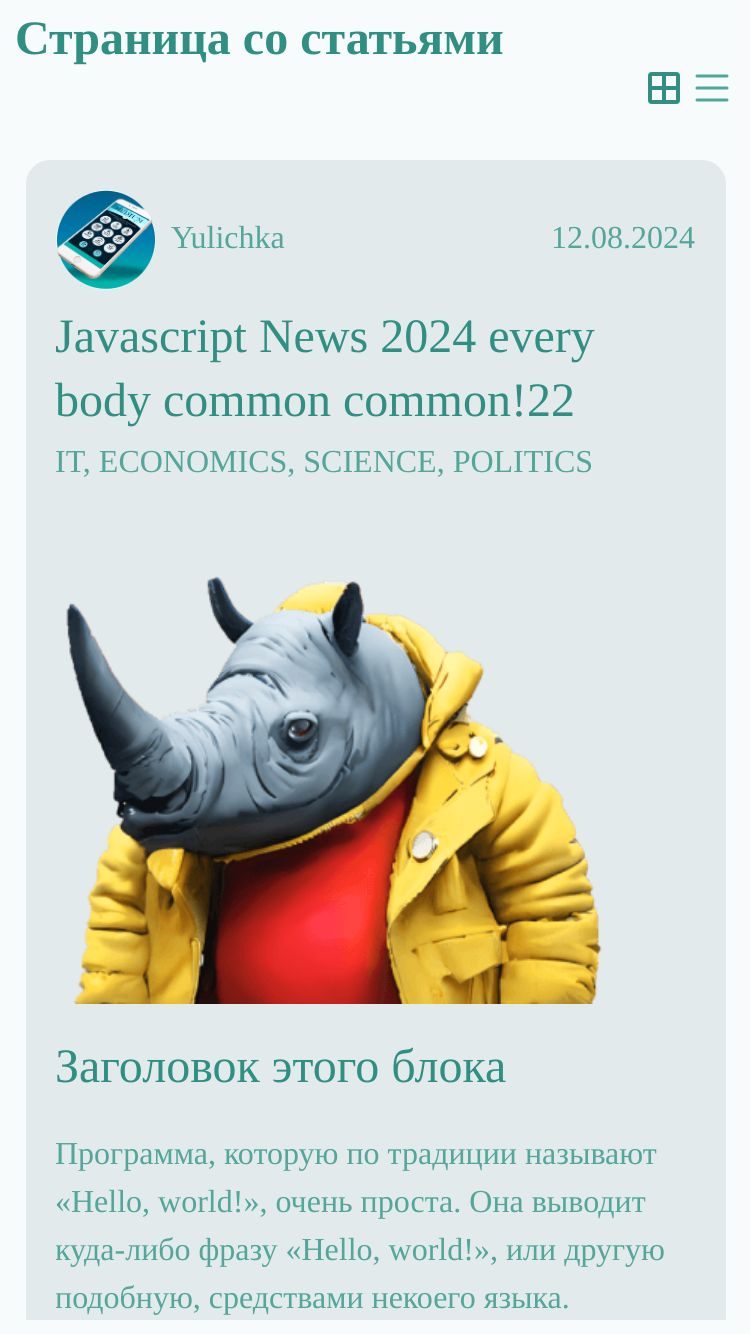 Страница со статьями
Yulichka
12.08.2024
Javascript News 2024 every
body common common!22
IT, ECONOMICS, SCIENCE, POLITICS
Заголовок этого блока
Программа, которую по традиции называют
«Hello, world!», очень проста. Она выводит
куда-либо фразу «Hello, world!», или другую
подобную, средствами некоего языка.